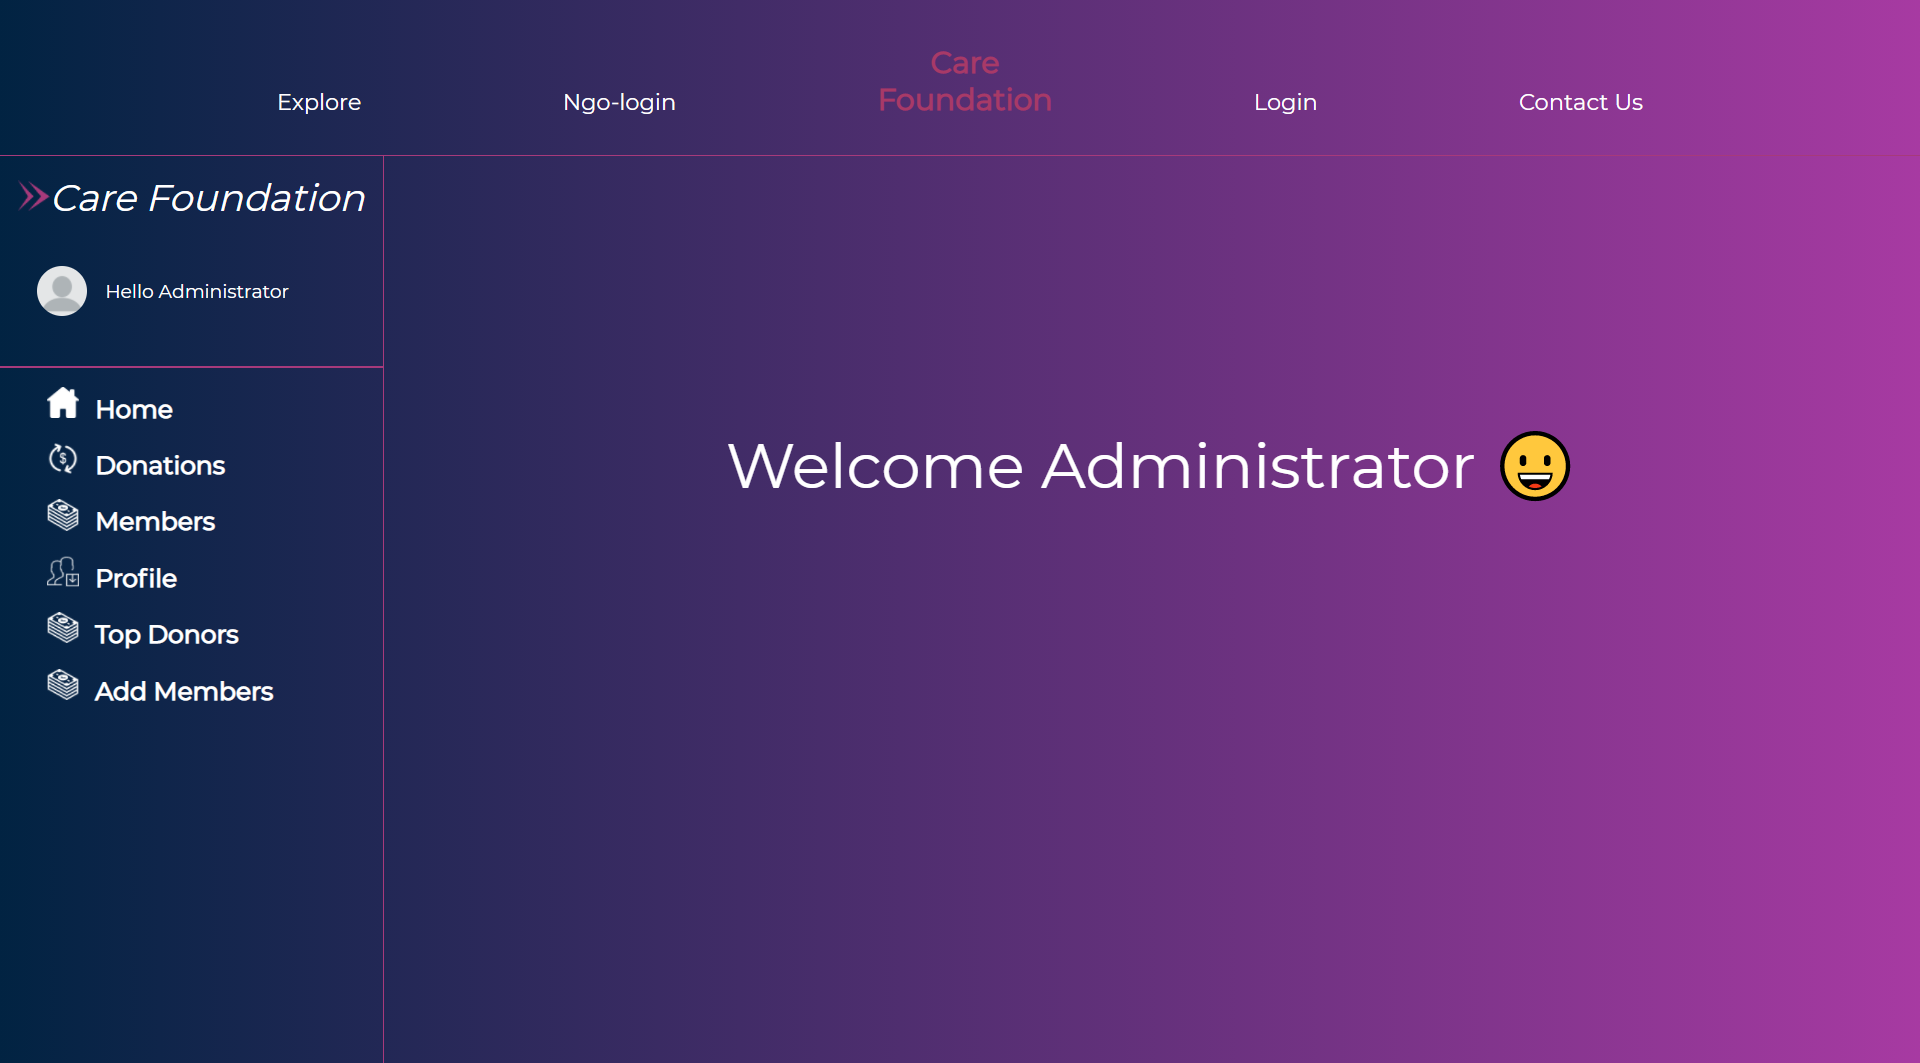 Explore
Ngo-login
Care
Foundation
Login
Contact Us
Care Foundation
Hello Administrator
Home
Donations
Members
Profile
Top Donors
Add Members
Welcome Administrator 😀